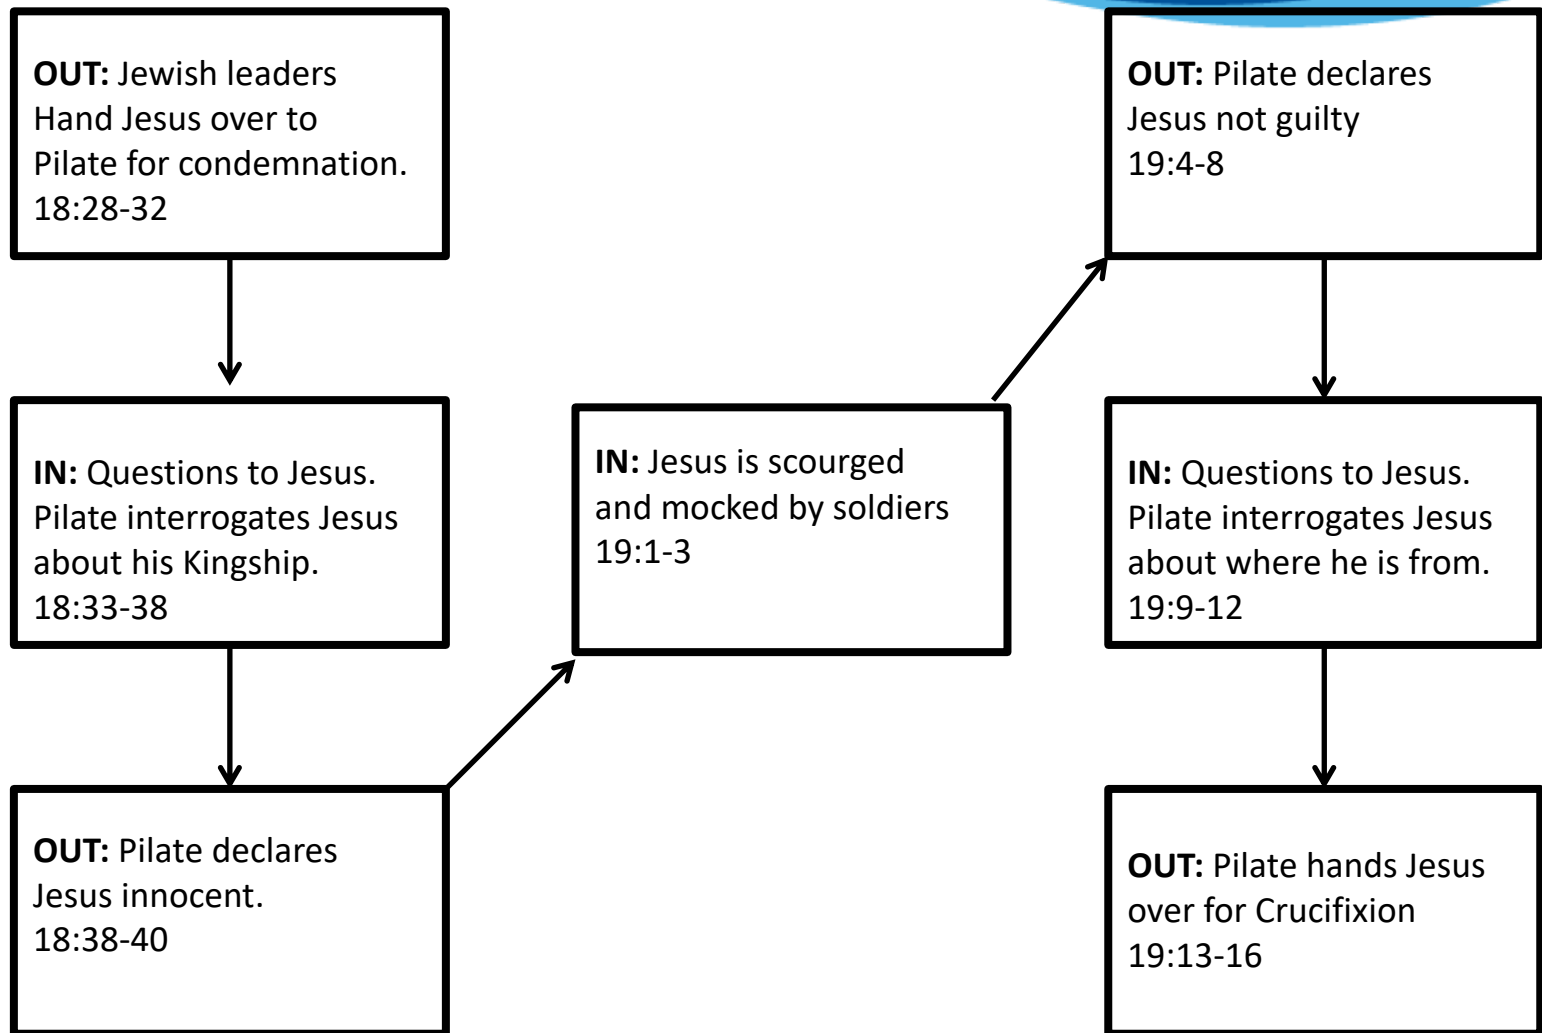 OUT: Jewish leaders
Hand Jesus over to
Pilate for condemnation.
18:28-32
IN: Questions to Jesus.
Pilate interrogates Jesus
about his Kingship.
18:33-38
OUT: Pilate declares
Jesus innocent.
18:38-40
IN: Jesus is scourged
and mocked by soldiers
19:1-3
OUT: Pilate declares
Jesus not guilty
19:4-8
IN: Questions to Jesus.
Pilate interrogates Jesus
about where he is from.
19:9-12
OUT: Pilate hands Jesus
over for Crucifixion
19:13-16